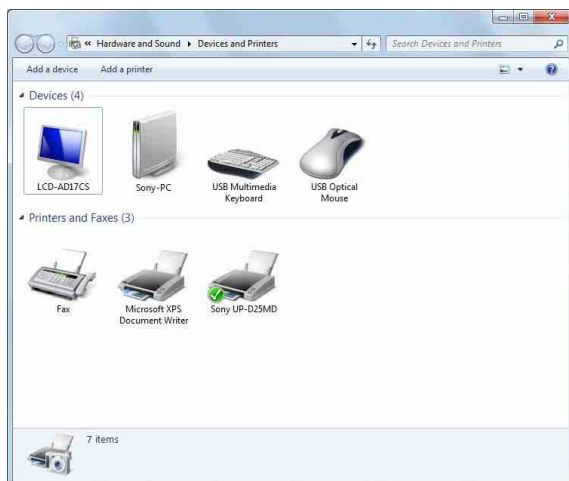 « Hardware and Sound ▸ Devices and Printers
Search Devices and Printers
Add a device Add a printer
Devices (4)
LCD-AD17CS Sony-PC USB Multimedia Keyboard USB Optical Mouse
Printers and Faxes (3)
Fax Microsoft XPS Document Writer Sony UP-D25MD
7 items